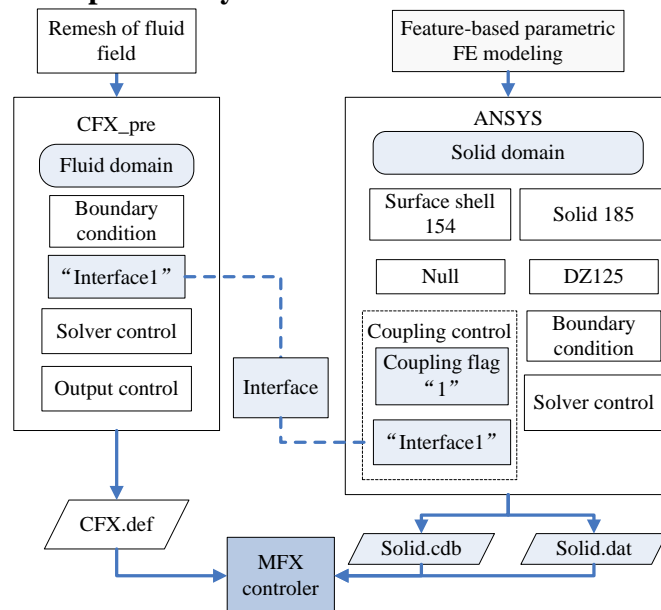 Remesh of fluid
field
Feature-based parametric
FE modeling
CFX_pre
Fluid domain
Boundary
condition
“Interface1”
Solver control
Output control
Interface
ANSYS
Solid domain
Surface shell
154
Solid 185
Null
DZ125
Coupling control
Coupling flag
“1”
“Interface1”
Boundary
condition
Solver control
CFX.def
MFX
controler
Solid.cdb
Solid.dat